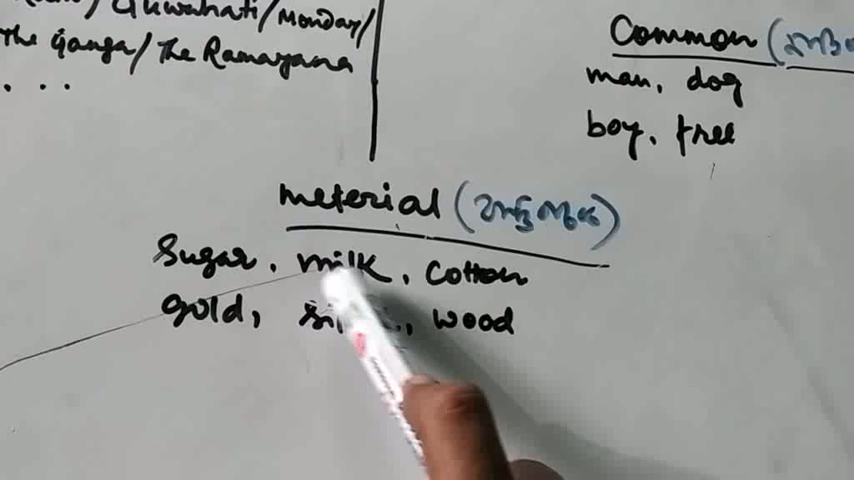 Guwahati/Monday/
The Ganga/ The Ramayana
. . .
Common
man, dog
boy, tree
meterial
Sugar, milk, Cotton
gold, wood